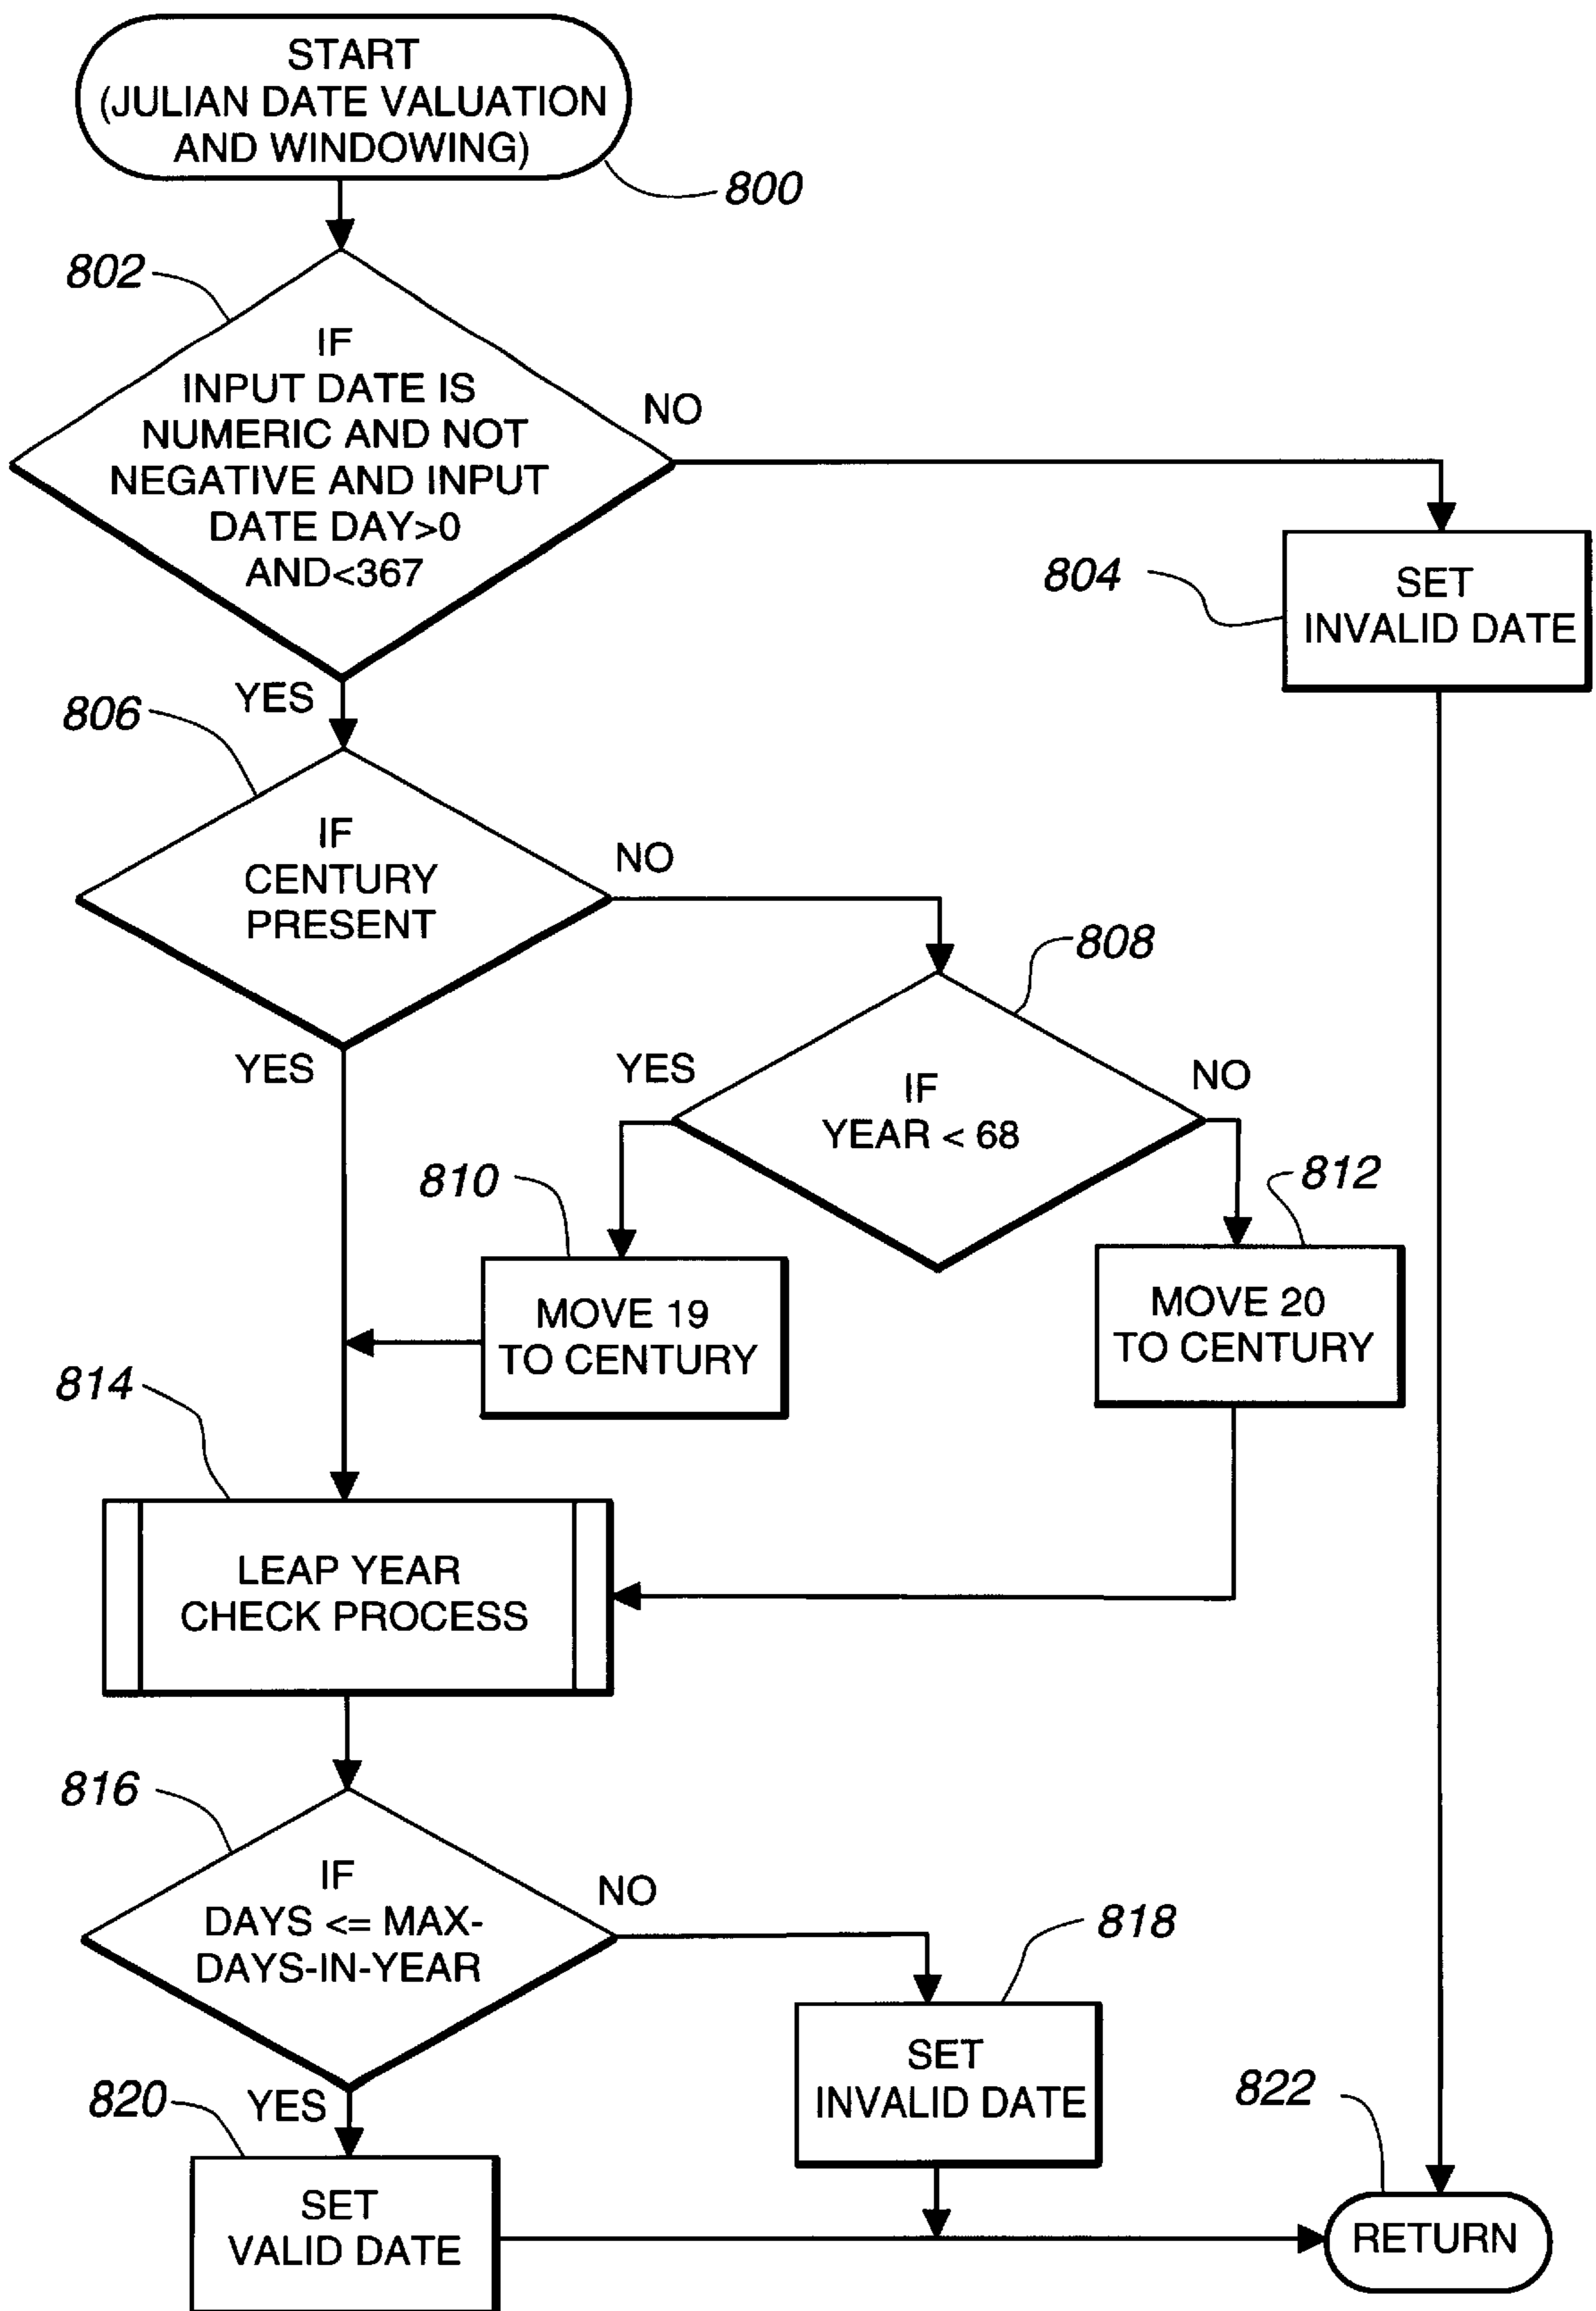 START
(JULIAN DATE VALUATION
AND WINDOWING)
800
802
IF
INPUT DATE IS
NUMERIC AND NOT
NEGATIVE AND INPUT
DATE DAY>0
AND<367
NO
804
SET
INVALID DATE
YES
806
IF
CENTURY
PRESENT
NO
808
YES
YES
IF
YEAR < 68
NO
810
812
MOVE 19
TO CENTURY
MOVE 20
TO CENTURY
814
LEAP YEAR
CHECK PROCESS
816
IF
DAYS <= MAX-
DAYS-IN-YEAR
NO
818
SET
INVALID DATE
820
YES
822
SET
VALID DATE
RETURN